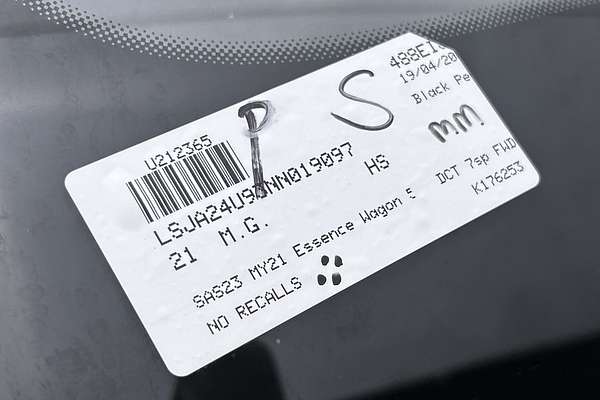 488E1
19/04/20
Black Pe
P S MM
U212365
LSJA24U9 NN019097 HS
21 M.G.
DCT 7sp FWD
K176253
SAS23 MY21 Essence Wagon 5
NO RECALLS